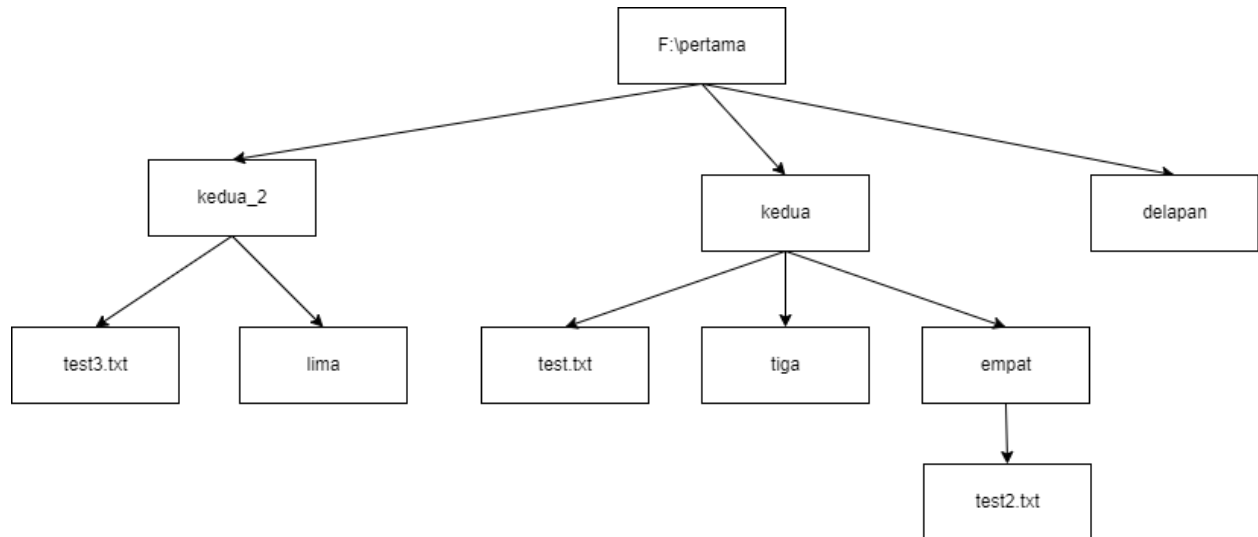 F:\pertama
kedua_2
kedua
delapan
test3.txt
lima
test.txt
tiga
empat
test2.txt